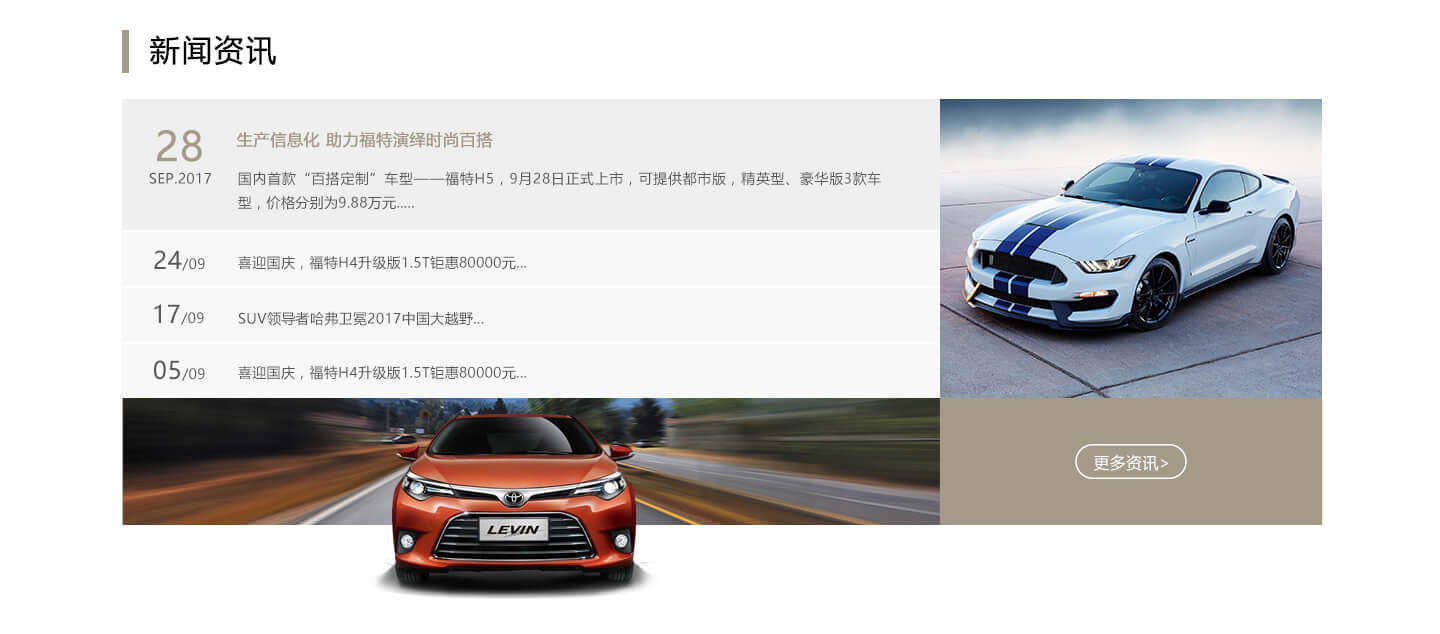 新闻资讯
28
SEP.2017
生产信息化 助力福特演绎时尚百搭
国内首款“百搭定制”车型——福特H5，9月28日正式上市，可提供都市版，精英型、豪华版3款车
型，价格分别为9.88万元.....
24/09
喜迎国庆，福特H4升级版1.5T钜惠80000元...
17/09
SUV领导者哈弗卫冕2017中国大越野...
05/09
喜迎国庆，福特H4升级版1.5T钜惠80000元...
LEVIN
更多资讯>